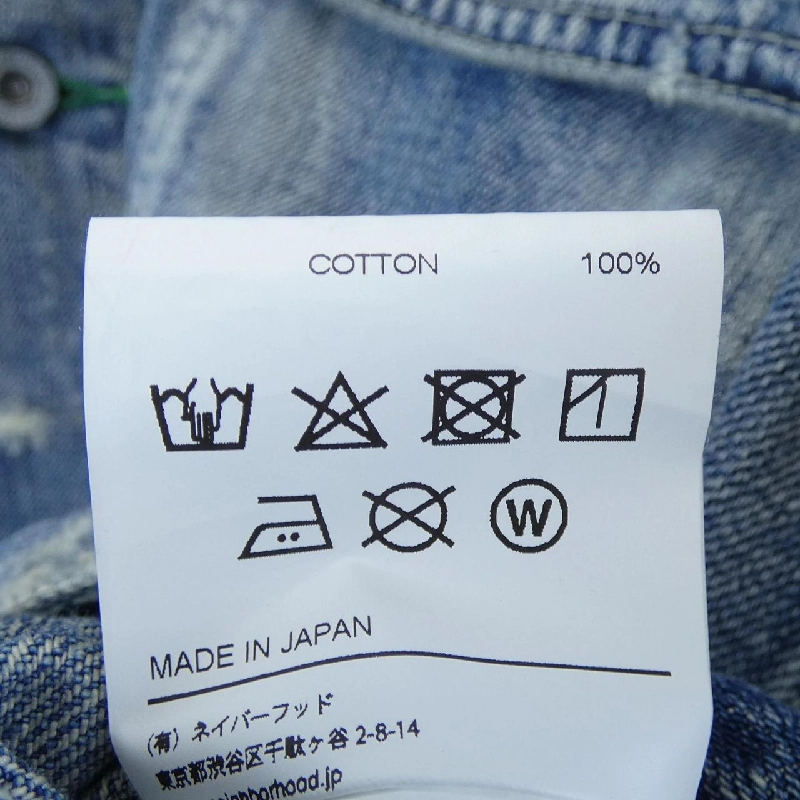 COTTON 100%
W
MADE IN JAPAN
(有) ネイバーフッド
東京都渋谷区千駄ヶ谷 2-8-14